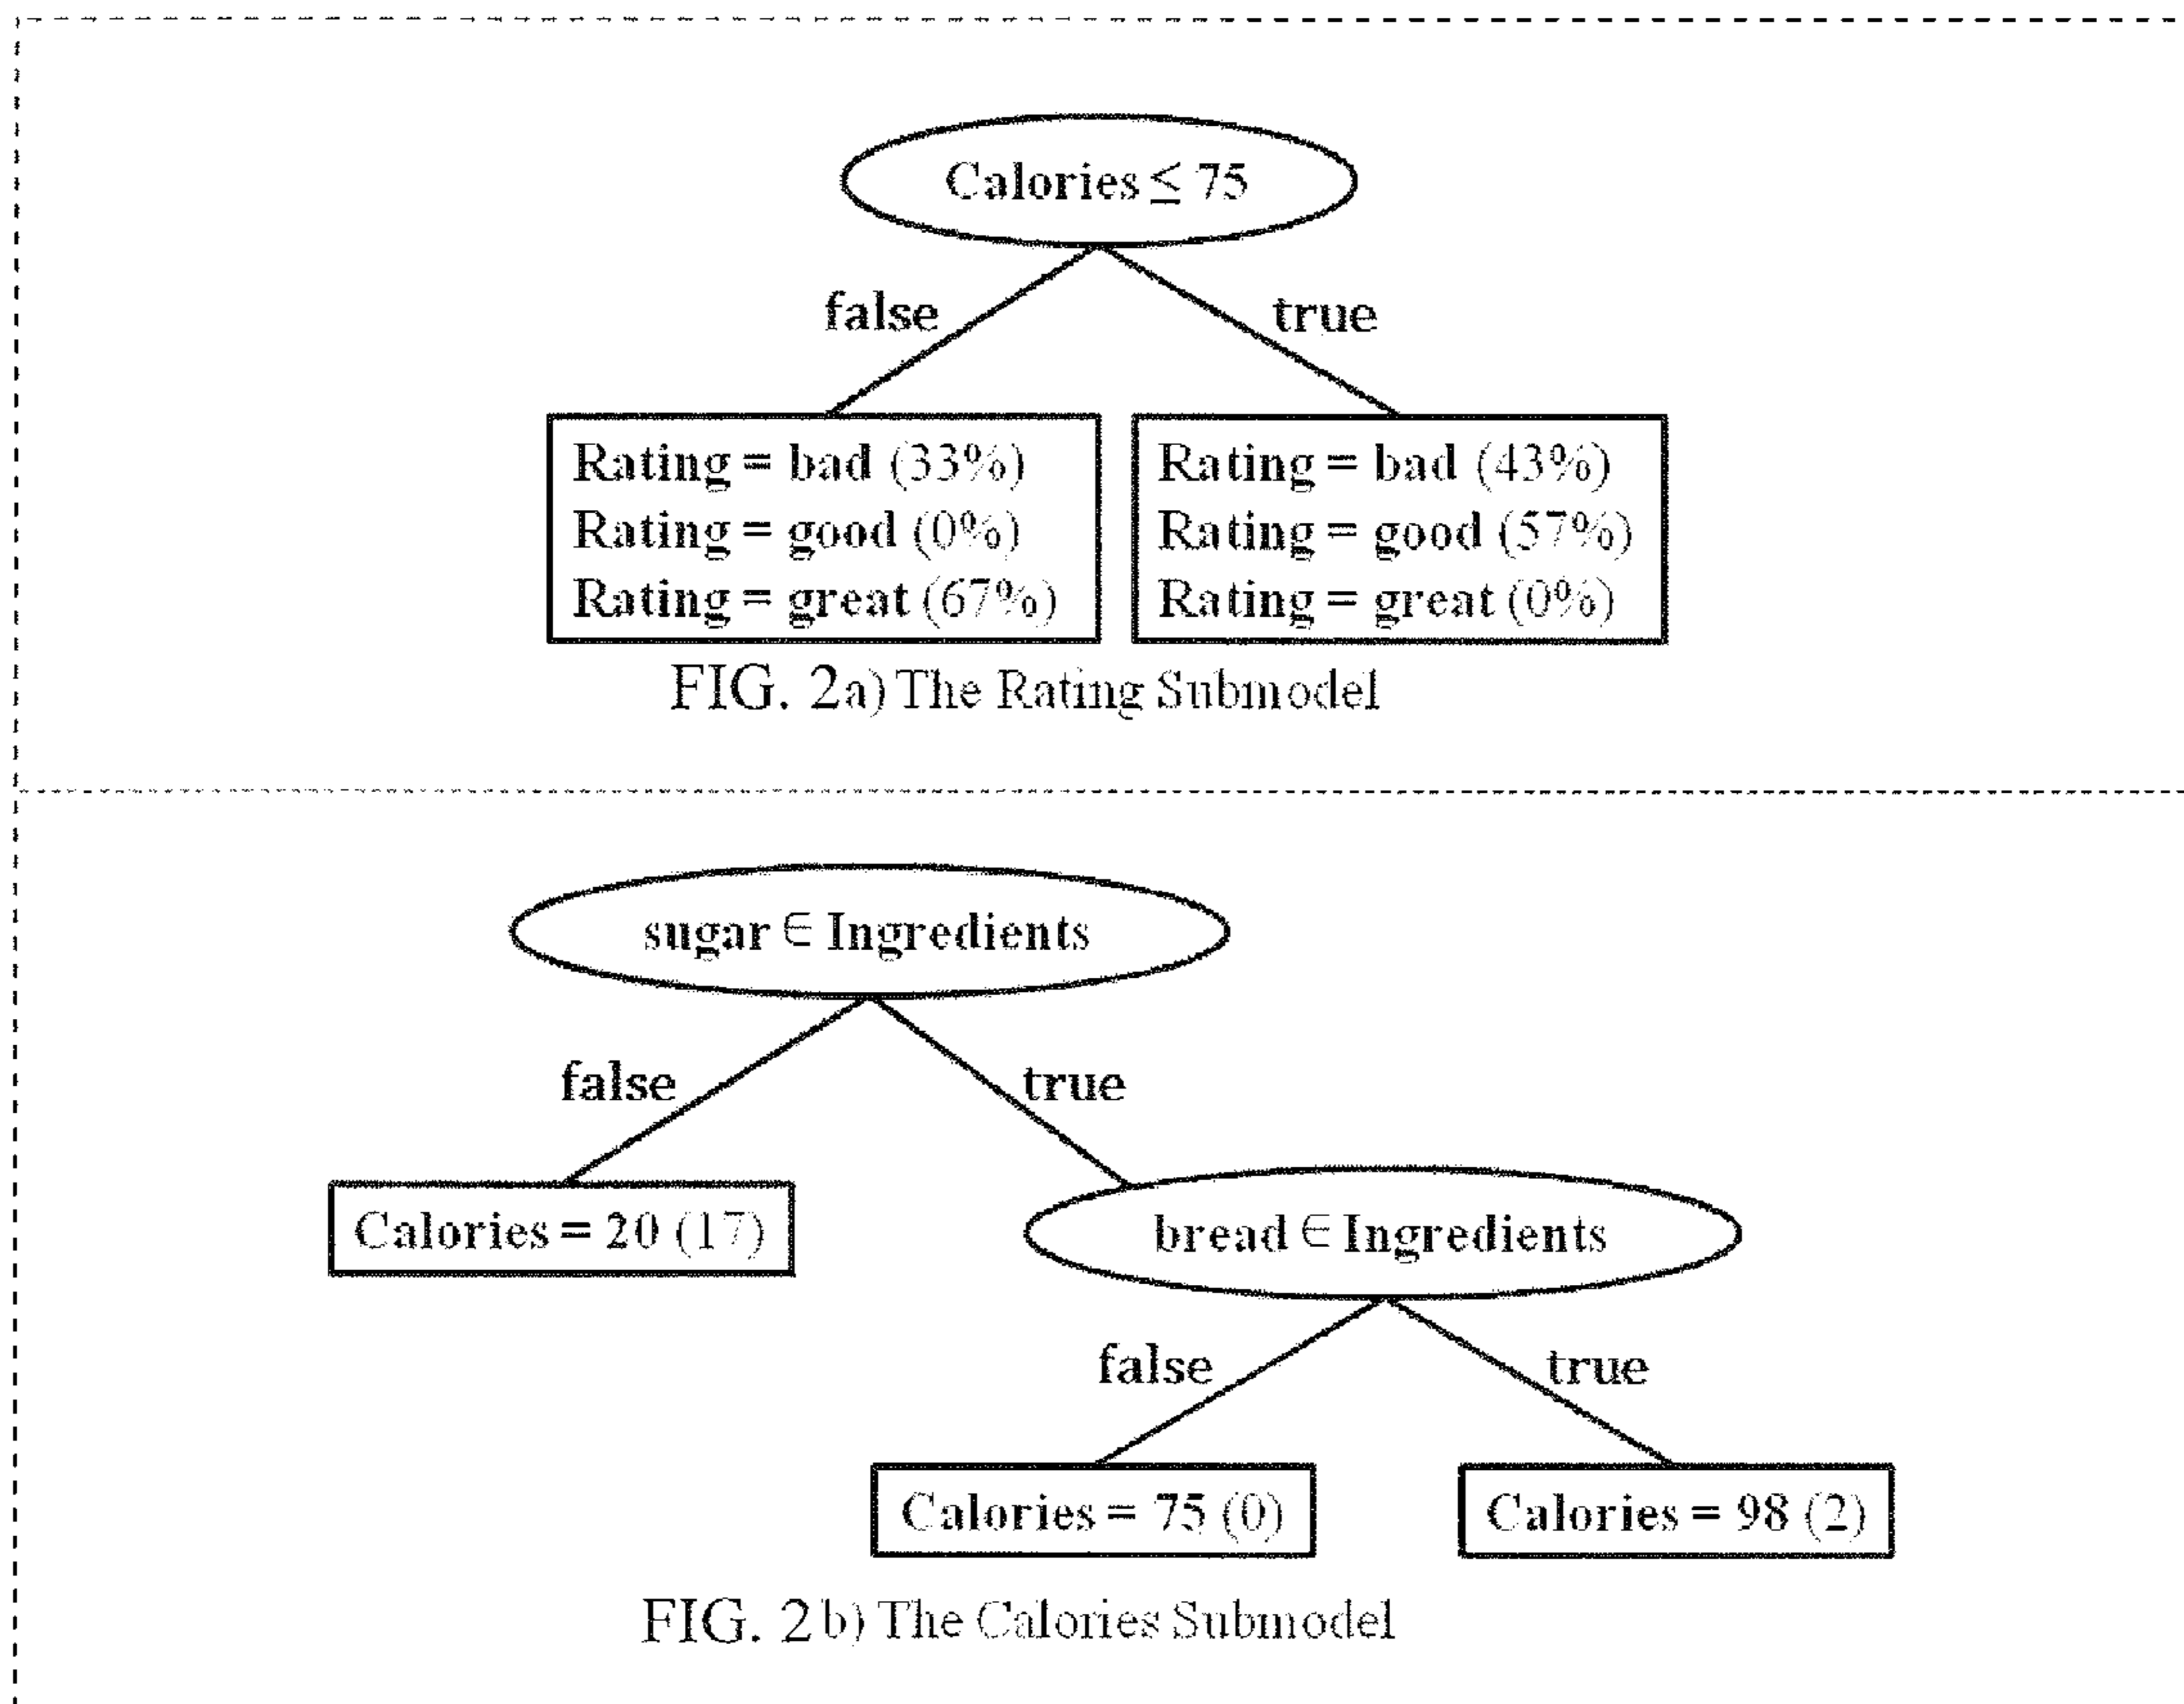 Calories ≤ 75
false
true
Rating = bad (33%)
Rating = good (0%)
Rating = great (67%)
Rating = bad (43%)
Rating = good (57%)
Rating = great (0%)
FIG. 2a) The Rating Submodel
sugar ∈ Ingredients
false
true
Calories = 20 (17)
bread ∈ Ingredients
false
true
Calories = 75 (0)
Calories = 98 (2)
FIG. 2b) The Calories Submodel